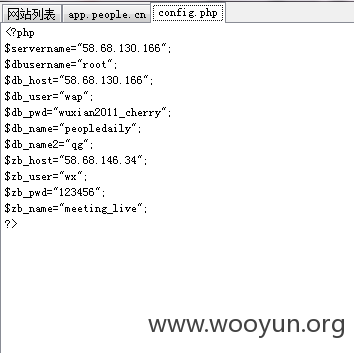 网站列表 app.people.cn config.php
<?php
$servername="58.68.130.166";
$dbusername="root";
$db_host="58.68.130.166";
$db_user="wap";
$db_pwd="wuxian2011_cherry";
$db_name="peopledaily";
$db_name2="qg";
$zb_host="58.68.146.34";
$zb_user="wx";
$zb_pwd="123456";
$zb_name="meeting_live";
?>
www.wooyun.org